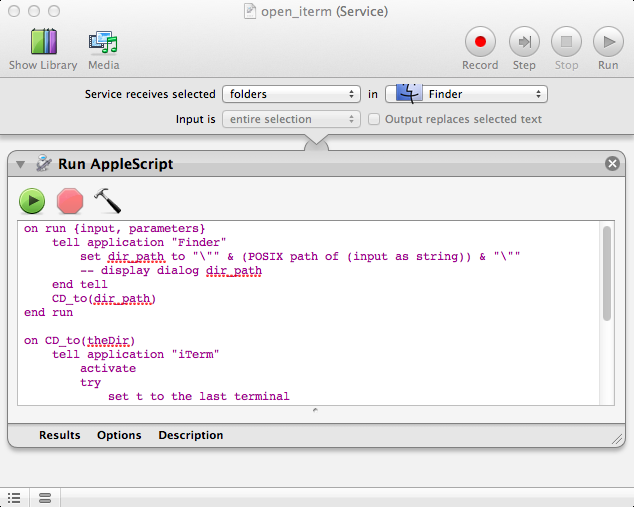 open_iterm (Service)
Show Library
Media
Record
Step
Stop
Run
Service receives selected folders in Finder
Input is entire selection Output replaces selected text
Run AppleScript
on run {input, parameters}
tell application "Finder"
set dir_path to "\"" & (POSIX path of (input as string)) & "\""
-- display dialog dir_path
end tell
CD_to(dir_path)
end run
on CD_to(theDir)
tell application "iTerm"
activate
try
set t to the last terminal
Results Options Description